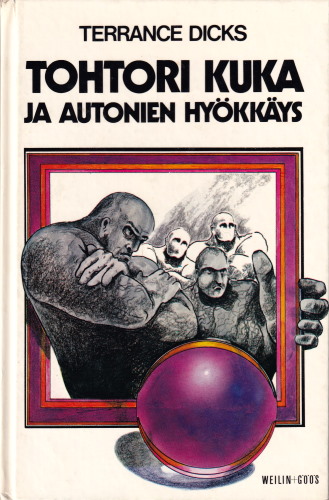 TERRANCE DICKS
TOHTORI KUKA
JA AUTONIEN HYÖKKÄYS
WEILIN+GÖÖS